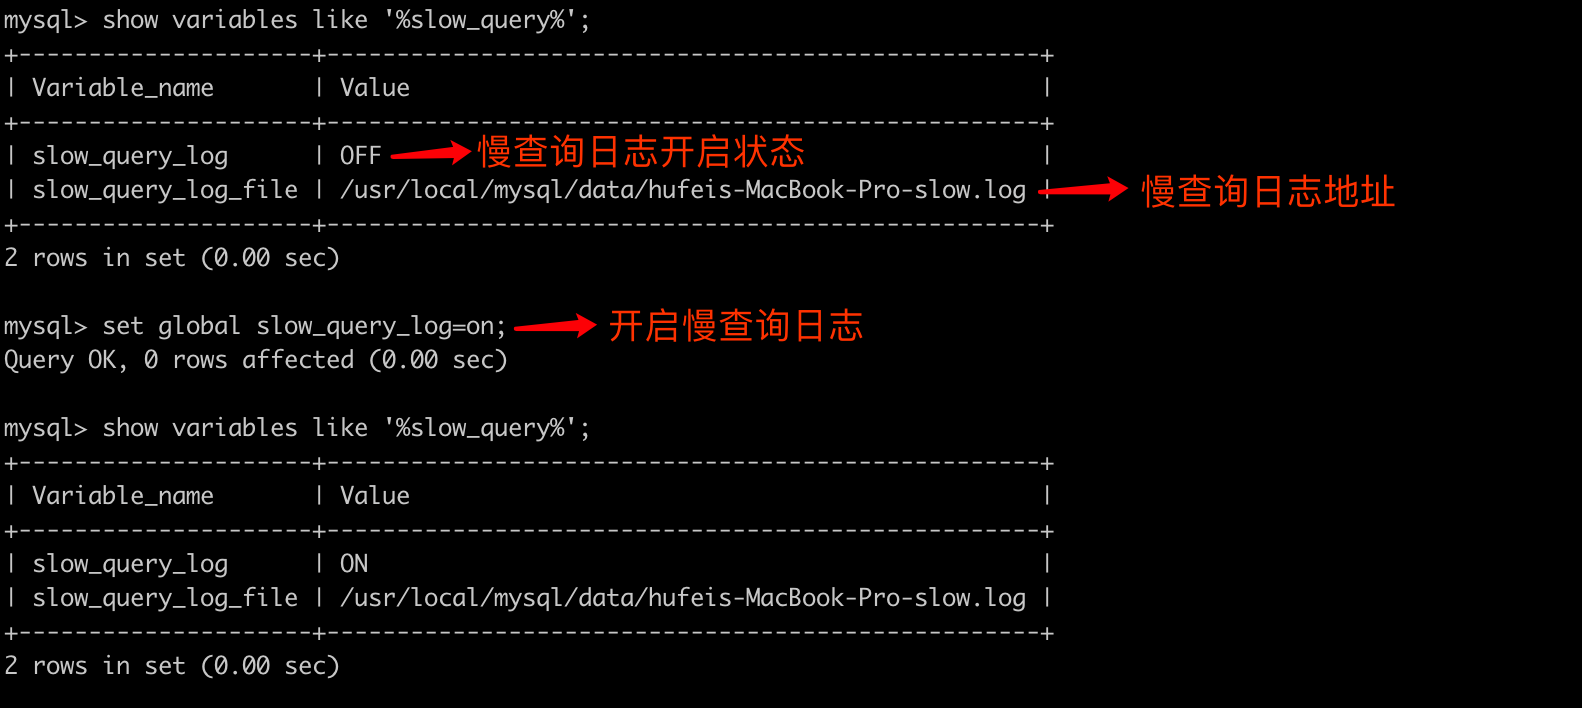 mysql> show variables like '%slow_query%';
+---------------------+---------------------------------------------------+
| Variable_name       | Value                                             |
+---------------------+---------------------------------------------------+
| slow_query_log      | OFF 慢查询日志开启状态 |
| slow_query_log_file | /usr/local/mysql/data/hufeis-MacBook-Pro-slow.log | 慢查询日志地址
+---------------------+---------------------------------------------------+
2 rows in set (0.00 sec)
mysql> set global slow_query_log=on; 开启慢查询日志
Query OK, 0 rows affected (0.00 sec)
mysql> show variables like '%slow_query%';
+---------------------+---------------------------------------------------+
| Variable_name       | Value                                             |
+---------------------+---------------------------------------------------+
| slow_query_log      | ON                                                |
| slow_query_log_file | /usr/local/mysql/data/hufeis-MacBook-Pro-slow.log |
+---------------------+---------------------------------------------------+
2 rows in set (0.00 sec)